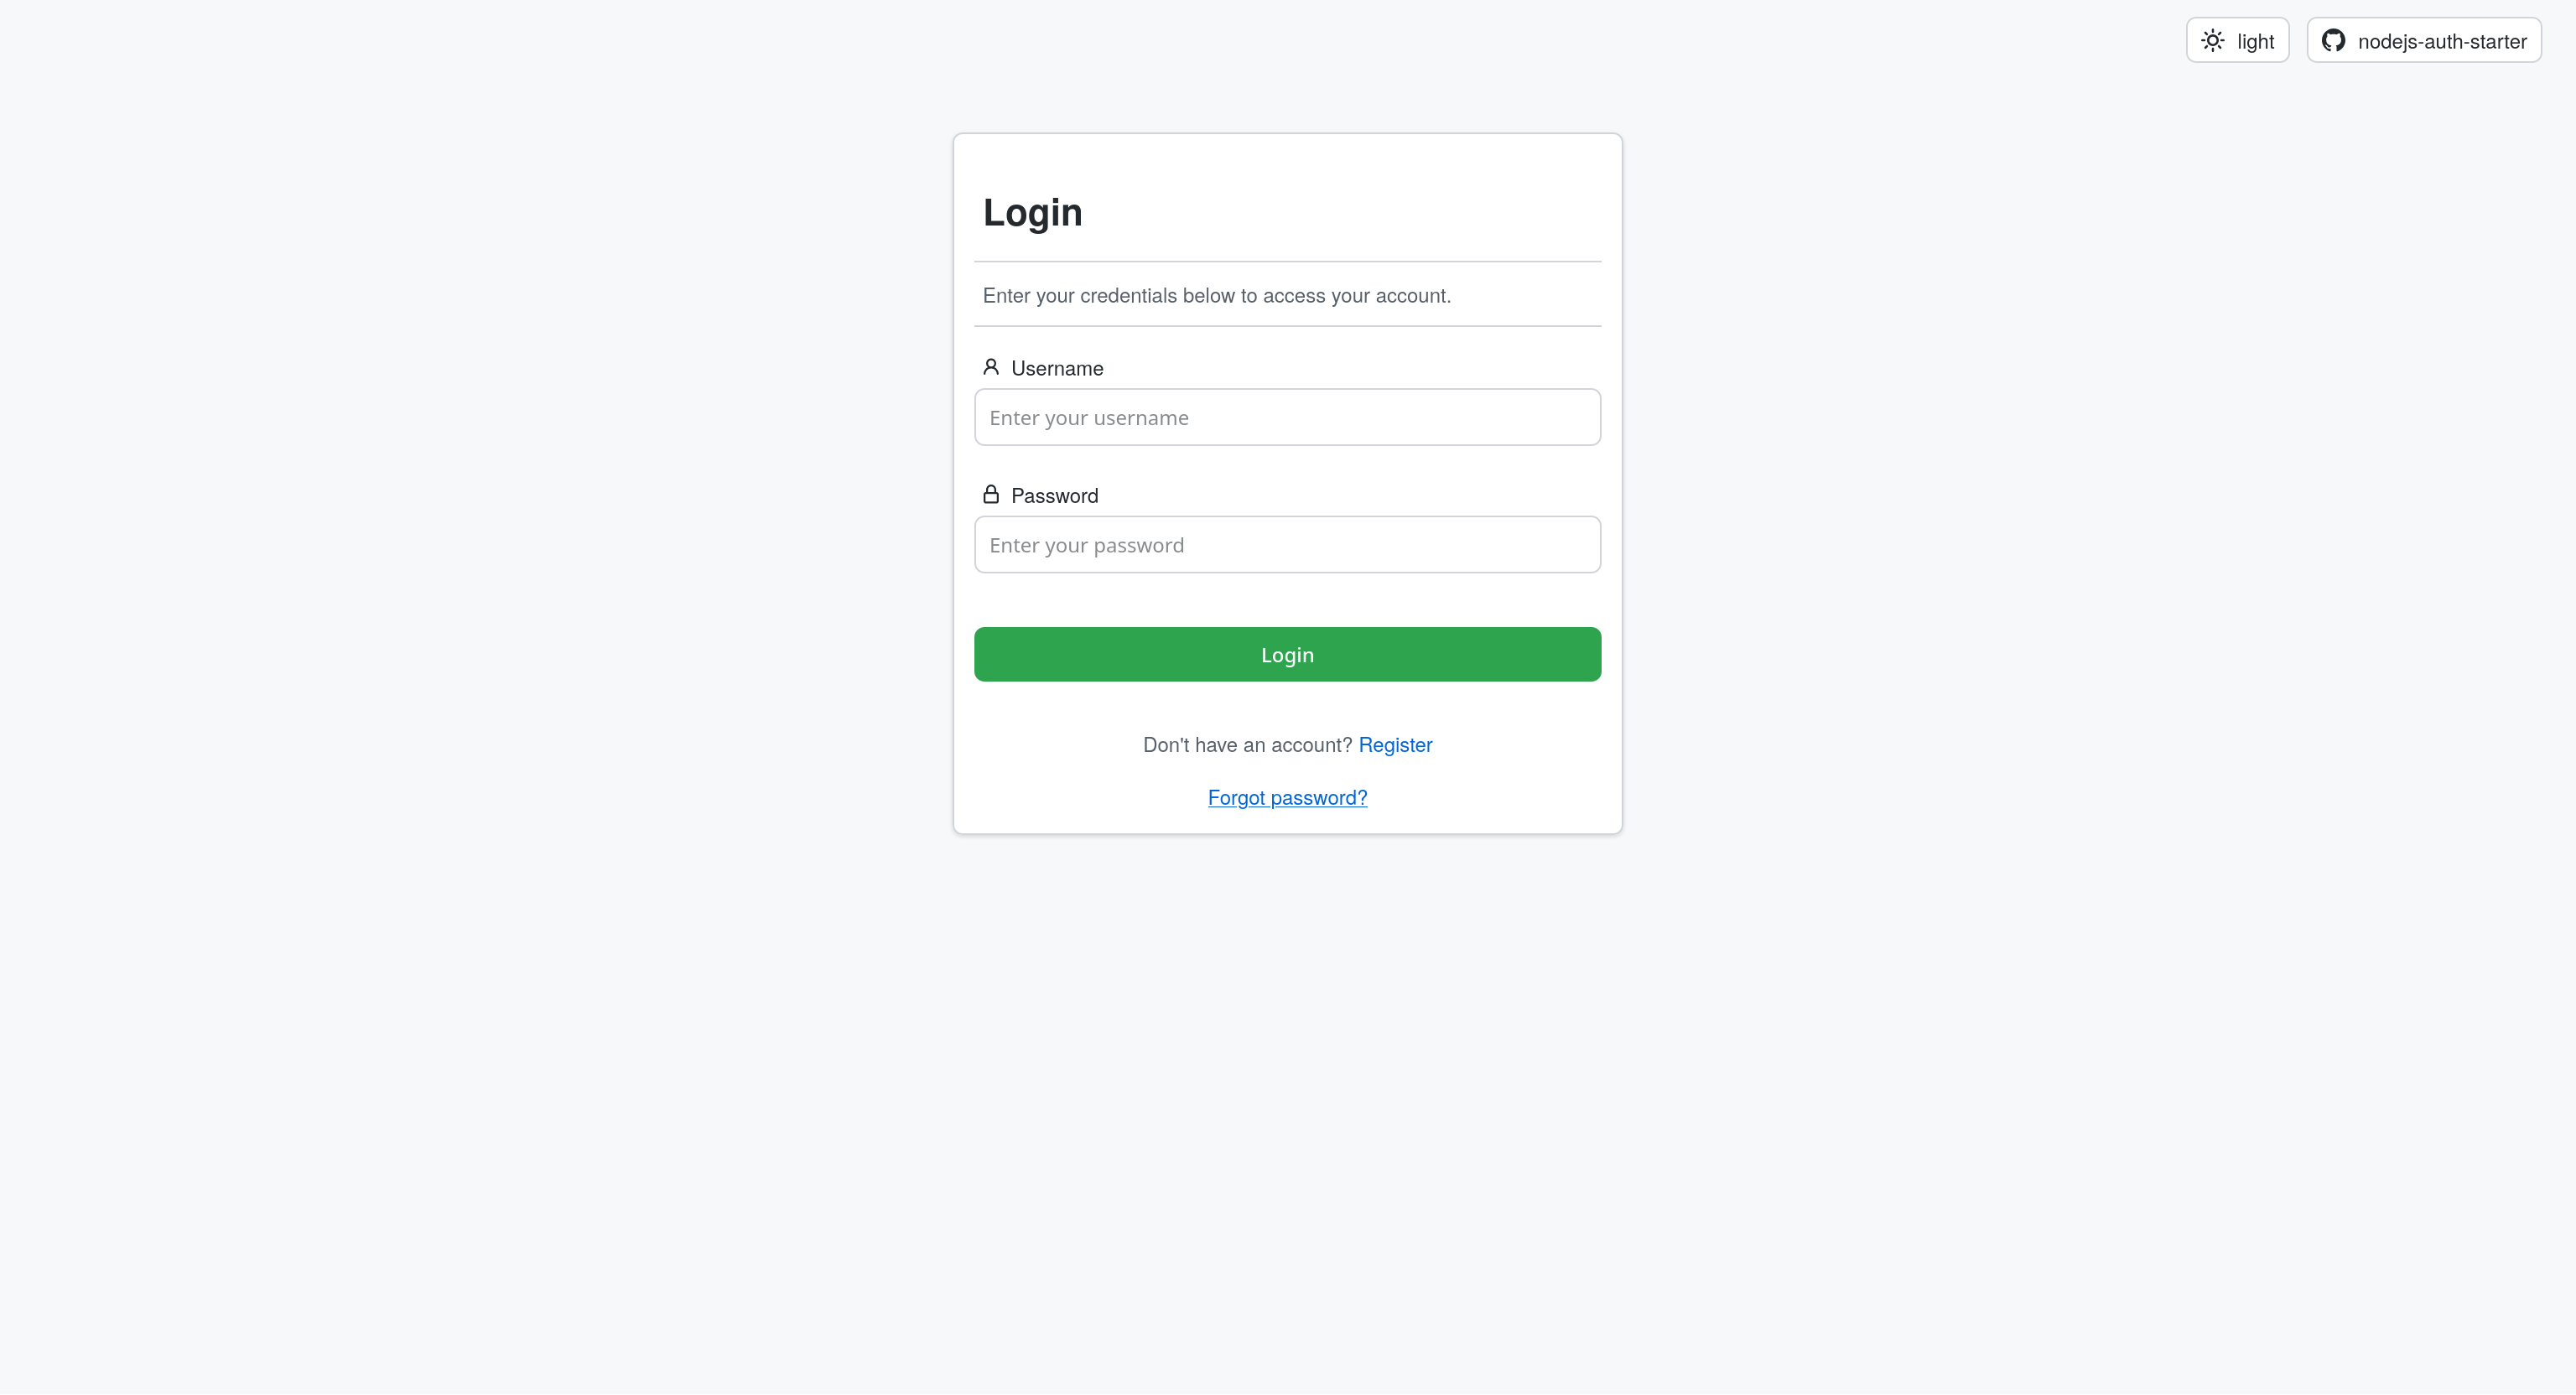 light
nodejs-auth-starter
Login
Enter your credentials below to access your account.
Username
Enter your username
Password
Enter your password
Login
Don't have an account? Register
Forgot password?